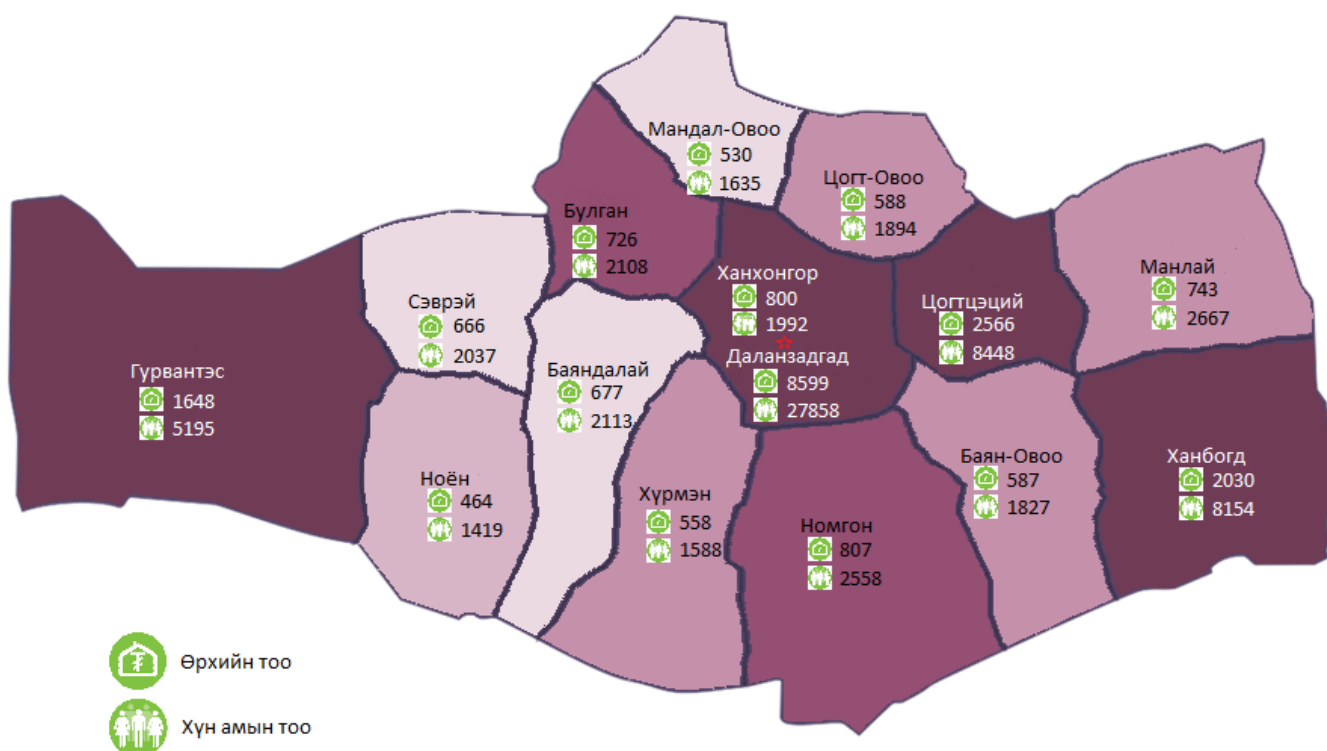 Мандал-Овоо
530
1635
Цогт-Овоо
588
1894
Булган
726
2108
Ханхонгор
800
1992
Цогтцэций
2566
8448
Манлай
743
2667
Сэврэй
666
2037
Гурвантэс
1648
5195
Баяндалай
677
2113
Даланзадгад
8599
27858
Ноён
464
1419
Хүрмэн
558
1588
Номгон
807
2558
Баян-Овоо
587
1827
Ханбогд
2030
8154
Өрхийн тоо
Хүн амын тоо